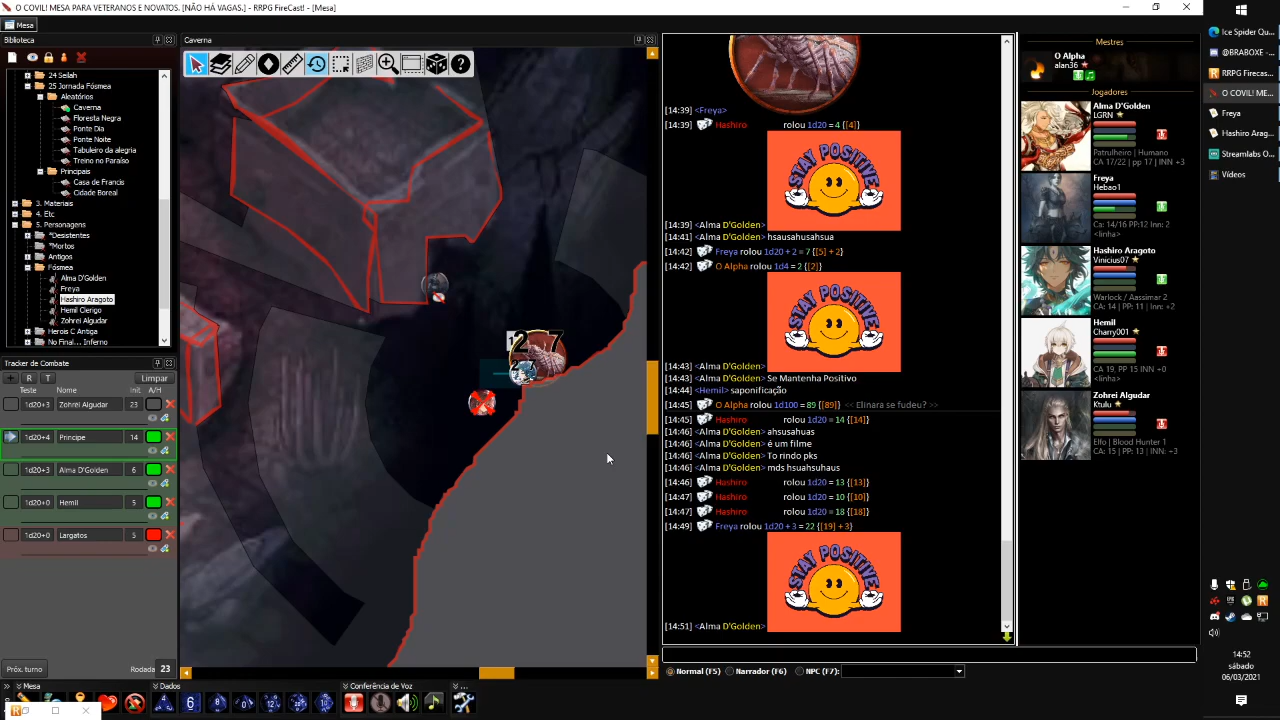 O COVIL! MESA PARA VETERANOS E NOVATOS. [NÃO HÁ VAGAS.] - RRPG FireCast! - [Mesa]
Mesa
Biblioteca
24 Selah
25 Jornada Fósmea
Aleatórios
Caverna
Floresta Negra
Ponte Dia
Ponte Noite
Tabuleiro da alegria
Treino no Paraíso
Principais
Casa de Francis
Cidade Boreal
3. Materiais
4. Etc
5. Personagens
*Desistentes
*Mortos
Antigos
Fósmea
Alma D'Golden
Freya
Hashiro Aragoto
Hemil Clerigo
Zohrei Algudar
Herois C Antiga
No Final... Inferno
Tracker de Combate
R T Limpar
Teste Nome Init. A/H
1d20+3 Zohrei Algudar 23
1d20+4 Principe 14
1d20+3 Alma D'Golden 6
1d20+0 Hemil 5
1d20+0 Largatos 5
Próx. turno Rodada 23
Mesa Dados Conferência de Voz ...
Caverna
2 7
[14:39] <Freya>
[14:39] Hashiro rolou 1d20 = 4 {[4]}
STAY POSITIVE
[14:39] <Alma D'Golden>
[14:41] <Alma D'Golden> hsausahusahsua
[14:42] Freya rolou 1d20 + 2 = 7 {[5] + 2}
[14:42] O Alpha rolou 1d4 = 2 {[2]}
STAY POSITIVE
[14:43] <Alma D'Golden>
[14:43] <Alma D'Golden> Se Mantenha Positivo
[14:44] <Hemil> saponificação
[14:45] O Alpha rolou 1d100 = 89 {[89]} << Elinara se fudeu? >>
[14:45] Hashiro rolou 1d20 = 14 {[14]}
[14:46] <Alma D'Golden> ahsusahuas
[14:46] <Alma D'Golden> é um filme
[14:46] <Alma D'Golden> To rindo pks
[14:46] <Alma D'Golden> mds hsuahsuhaus
[14:46] Hashiro rolou 1d20 = 13 {[13]}
[14:47] Hashiro rolou 1d20 = 10 {[10]}
[14:47] Hashiro rolou 1d20 = 18 {[18]}
[14:49] Freya rolou 1d20 + 3 = 22 {[19] + 3}
STAY POSITIVE
[14:51] <Alma D'Golden>
Normal (F5) Narrador (F6) NPC (F7):
Mestres
O Alpha
alan36
Jogadores
Alma D'Golden
LGRN
Patrulheiro | Humano
CA 17/22 | pp 17 | INN +3
Freya
Hebao1
Ca: 14/16 PP:12 Inn: 2
<linha>
Hashiro Aragoto
Vinicius07
Warlock / Aassimar 2
CA: 14 | PP: 11 | Inn: +2
Hemil
Charry001
CA 19, PP 15 INN +0
<linha>
Zohrei Algudar
Ktulu
Elfo | Blood Hunter 1
CA: 15 | PP: 13 | INN: +3
Ice Spider Qu...
@BRABOXE - ...
RRPG Firecas...
O COVIL! ME...
Freya
Hashiro Arag...
Streamlabs O...
Vídeos
14:52
sábado
06/03/2021